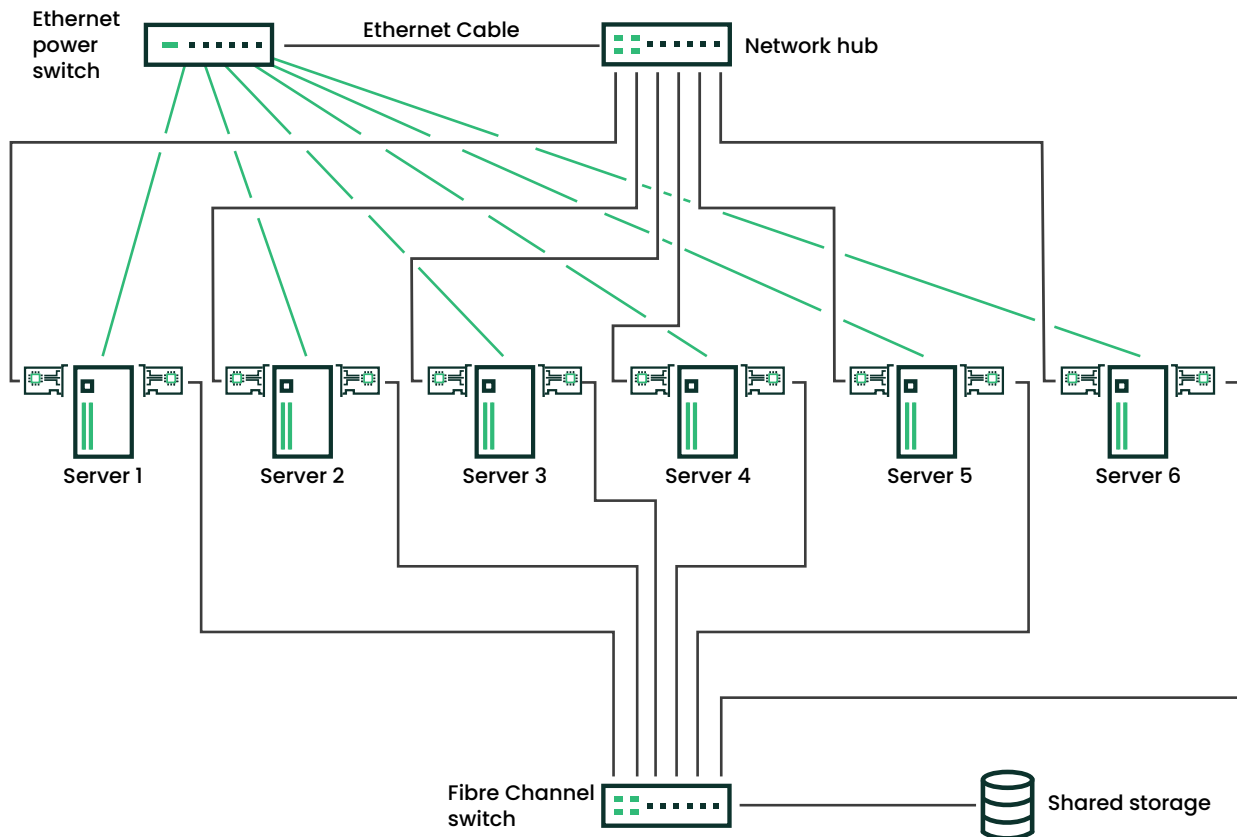 Ethernet
power
switch
Ethernet Cable
Network hub
Server 1
Server 2
Server 3
Server 4
Server 5
Server 6
Fibre Channel
switch
Shared storage